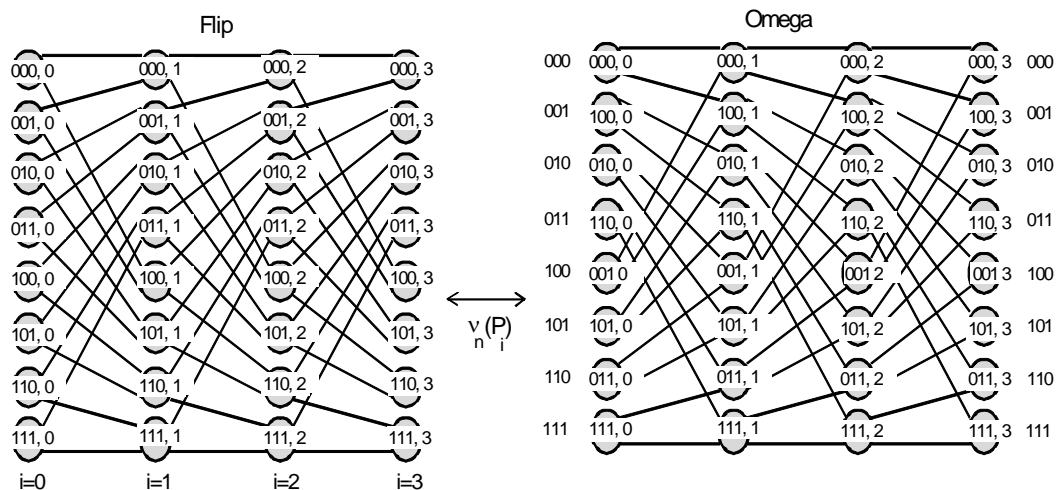 Flip
Omega
000, 0 000, 1 000, 2 000, 3
001, 0 001, 1 001, 2 001, 3
010, 0 010, 1 010, 2 010, 3
011, 0 011, 1 011, 2 011, 3
100, 0 100, 1 100, 2 100, 3
101, 0 101, 1 101, 2 101, 3
110, 0 110, 1 110, 2 110, 3
111, 0 111, 1 111, 2 111, 3
i=0 i=1 i=2 i=3
ν (P)
n i
000 000, 0 000, 1 000, 2 000, 3 000
001 100, 0 100, 1 100, 2 100, 3 001
010 010, 0 010, 1 010, 2 010, 3 010
011 110, 0 110, 1 110, 2 110, 3 011
100 001 0 001, 1 001 2 001 3 100
101 101, 0 101, 1 101, 2 101, 3 101
110 011, 0 011, 1 011, 2 011, 3 110
111 111, 0 111, 1 111, 2 111, 3 111